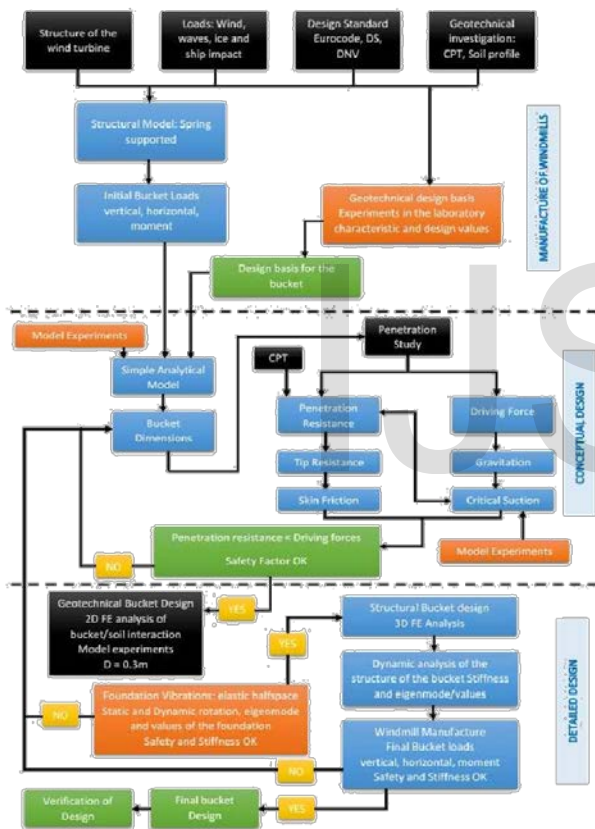 Structure of the
wind turbine
Loads: Wind,
waves, ice and
ship impact
Design Standard
Eurocode, DS,
DNV
Geotechnical
investigation:
CPT, Soil profile
Structural Model: Spring
supported
Initial Bucket Loads
vertical, horizontal,
moment
Geotechnical design basis
Experiments in the laboratory
characteristic and design values
Design basis for the
bucket
MANUFACTURE OF WINDMILLS
Model Experiments
Penetration
Study
CPT
Simple Analytical
Model
Bucket
Dimensions
Penetration
Resistance
Driving Force
Tip Resistance
Gravitation
Skin Friction
Critical Suction
Model Experiments
Penetration resistance < Driving forces
Safety Factor OK
NO
CONCEPTUAL DESIGN
YES
Geotechnical Bucket Design
2D FE analysis of
bucket/soil interaction
Model experiments
D = 0.3m
YES
Structural Bucket design
3D FE Analysis
Dynamic analysis of the
structure of the bucket Stiffness
and eigenmode/values
Foundation Vibrations: elastic halfspace
Static and Dynamic rotation, eigenmode
and values of the foundation
Safety and Stiffness OK
NO
Windmill Manufacture
Final Bucket loads
vertical, horizontal, moment
Safety and Stiffness OK
NO
YES
Final bucket
Design
Verification of
Design
DETAILED DESIGN
IJS